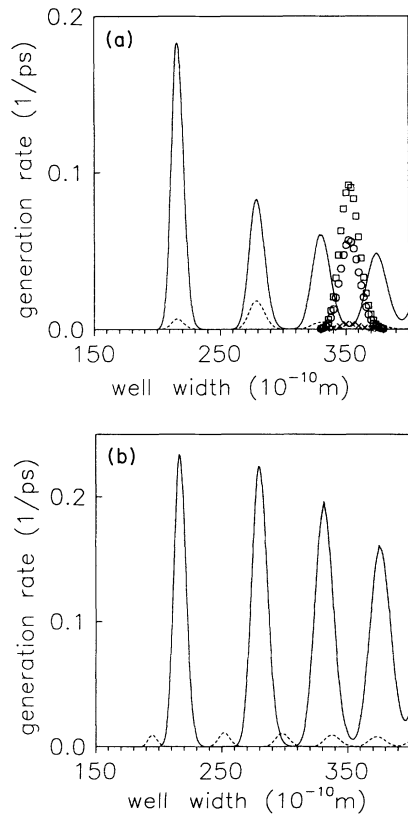 (a)
generation rate (1/ps)
0.2
0.1
0.0
150 250 350
well width (10⁻¹⁰m)
(b)
generation rate (1/ps)
0.2
0.1
0.0
150 250 350
well width (10⁻¹⁰m)